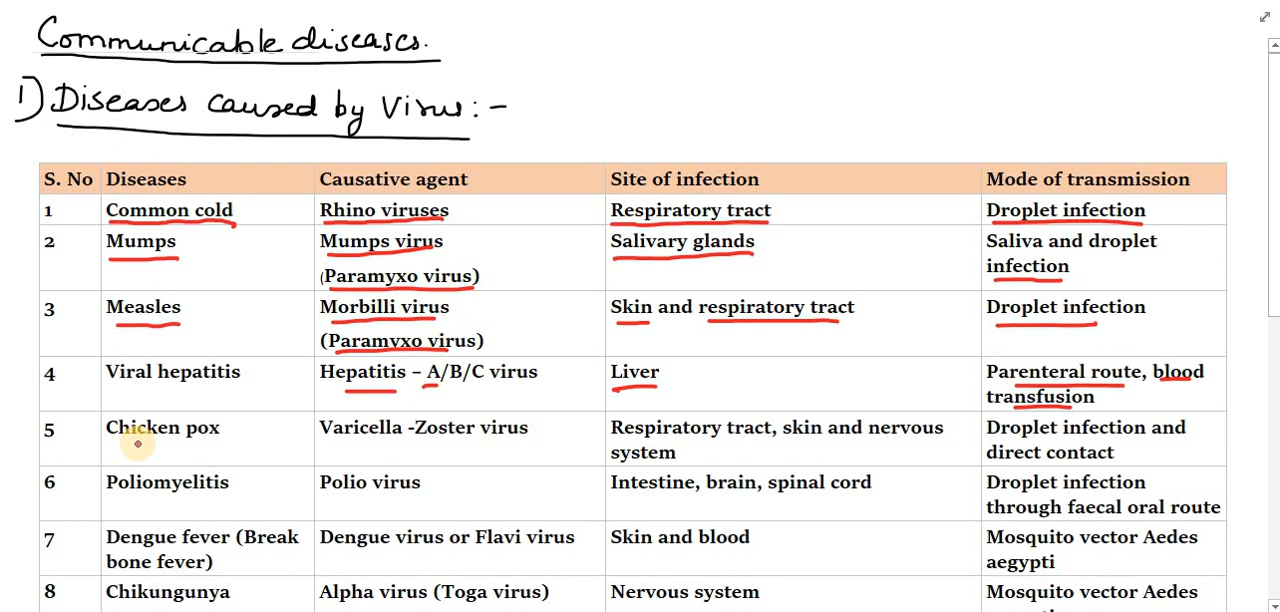 Communicable diseases.
1) Diseases caused by Virus:-
S. No Diseases Causative agent Site of infection Mode of transmission
1 Common cold Rhino viruses Respiratory tract Droplet infection
2 Mumps Mumps virus Salivary glands Saliva and droplet
(Paramyxo virus) infection
3 Measles Morbilli virus Skin and respiratory tract Droplet infection
(Paramyxo virus)
4 Viral hepatitis Hepatitis – A/B/C virus Liver Parenteral route, blood
transfusion
5 Chicken pox Varicella -Zoster virus Respiratory tract, skin and nervous Droplet infection and
system direct contact
6 Poliomyelitis Polio virus Intestine, brain, spinal cord Droplet infection
through faecal oral route
7 Dengue fever (Break Dengue virus or Flavi virus Skin and blood Mosquito vector Aedes
bone fever) aegypti
8 Chikungunya Alpha virus (Toga virus) Nervous system Mosquito vector Aedes